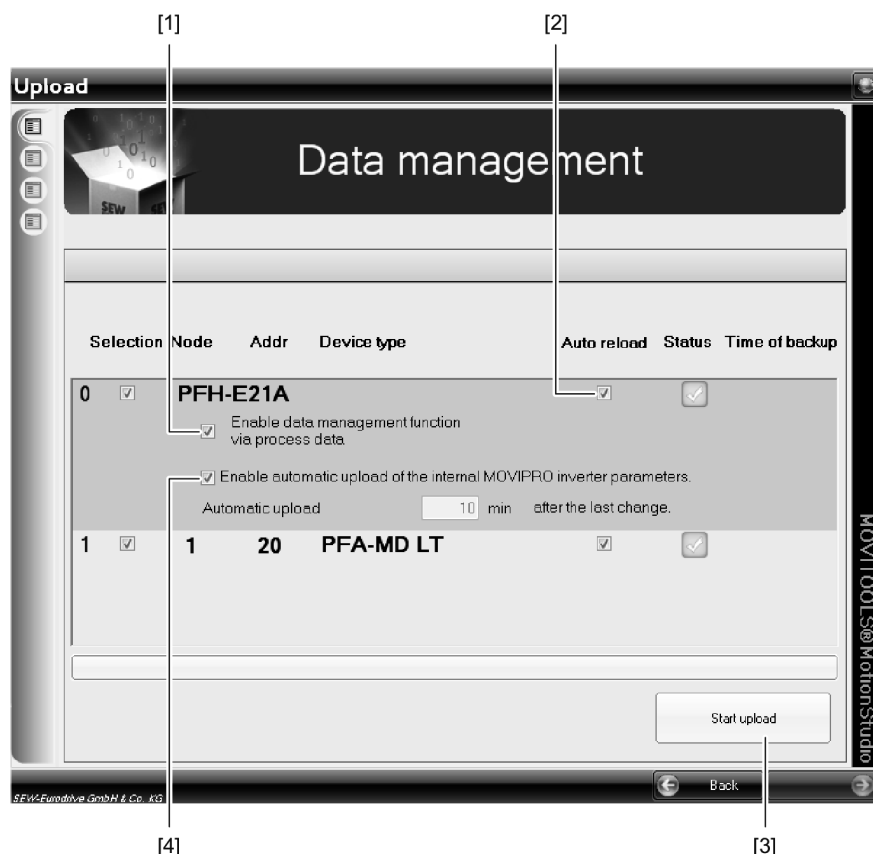 [1] [2]
Upload
Data management
SEW
Selection Node Addr Device type Auto reload Status Time of backup
0 PFH-E21A
Enable data management function
via process data
Enable automatic upload of the internal MOVIPRO inverter parameters.
Automatic upload 10 min after the last change.
1 1 20 PFA-MD LT
MOVITOOLS® MotionStudio
Start upload
Back
SEW-Eurodrive GmbH & Co. KG
[4] [3]